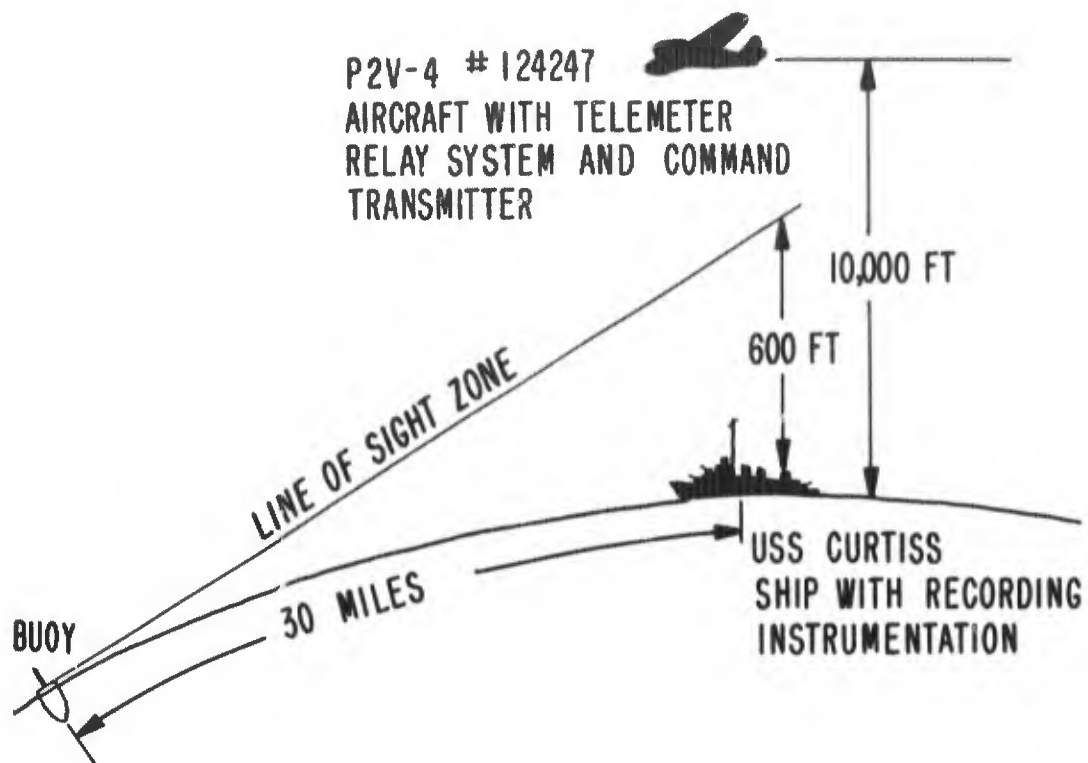 P2V-4 # 124247
AIRCRAFT WITH TELEMETER
RELAY SYSTEM AND COMMAND
TRANSMITTER
10,000 FT
600 FT
LINE OF SIGHT ZONE
30 MILES
BUOY
USS CURTISS
SHIP WITH RECORDING
INSTRUMENTATION